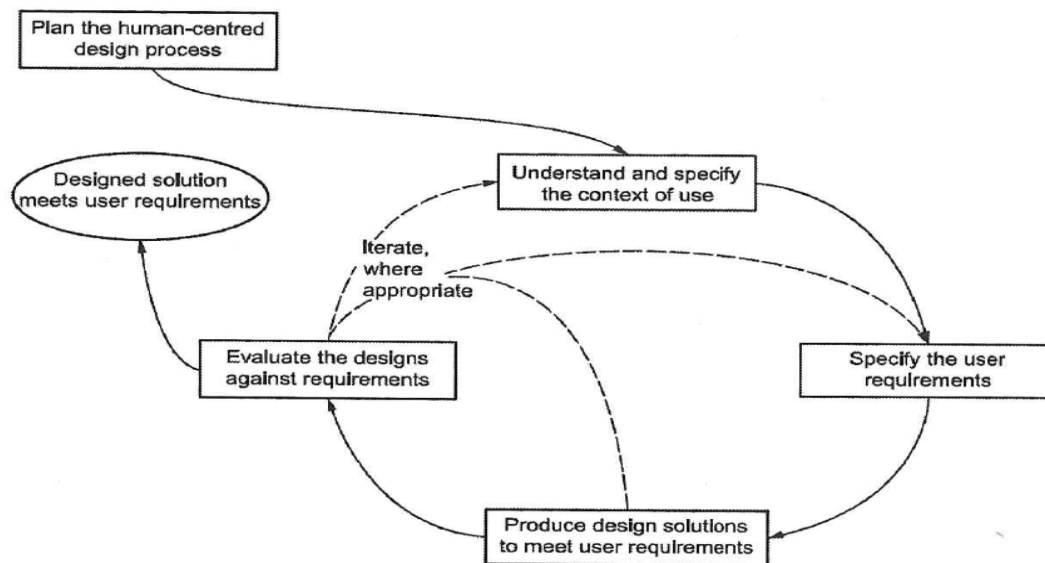 Plan the human-centred
design process
Understand and specify
the context of use
Designed solution
meets user requirements
Iterate,
where
appropriate
Evaluate the designs
against requirements
Specify the user
requirements
Produce design solutions
to meet user requirements